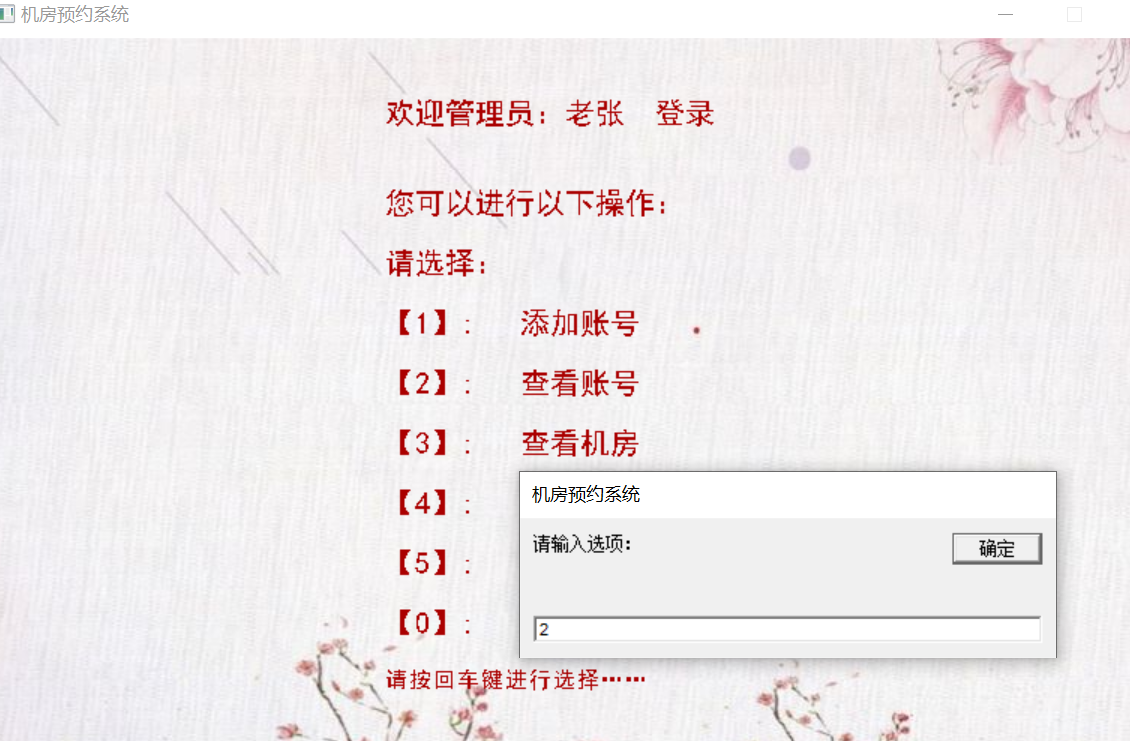 机房预约系统
欢迎管理员：老张 登录
您可以进行以下操作：
请选择：
【1】： 添加账号
【2】： 查看账号
【3】： 查看机房
【4】：
【5】：
【0】：
请按回车键进行选择……
机房预约系统
请输入选项：
确定
2